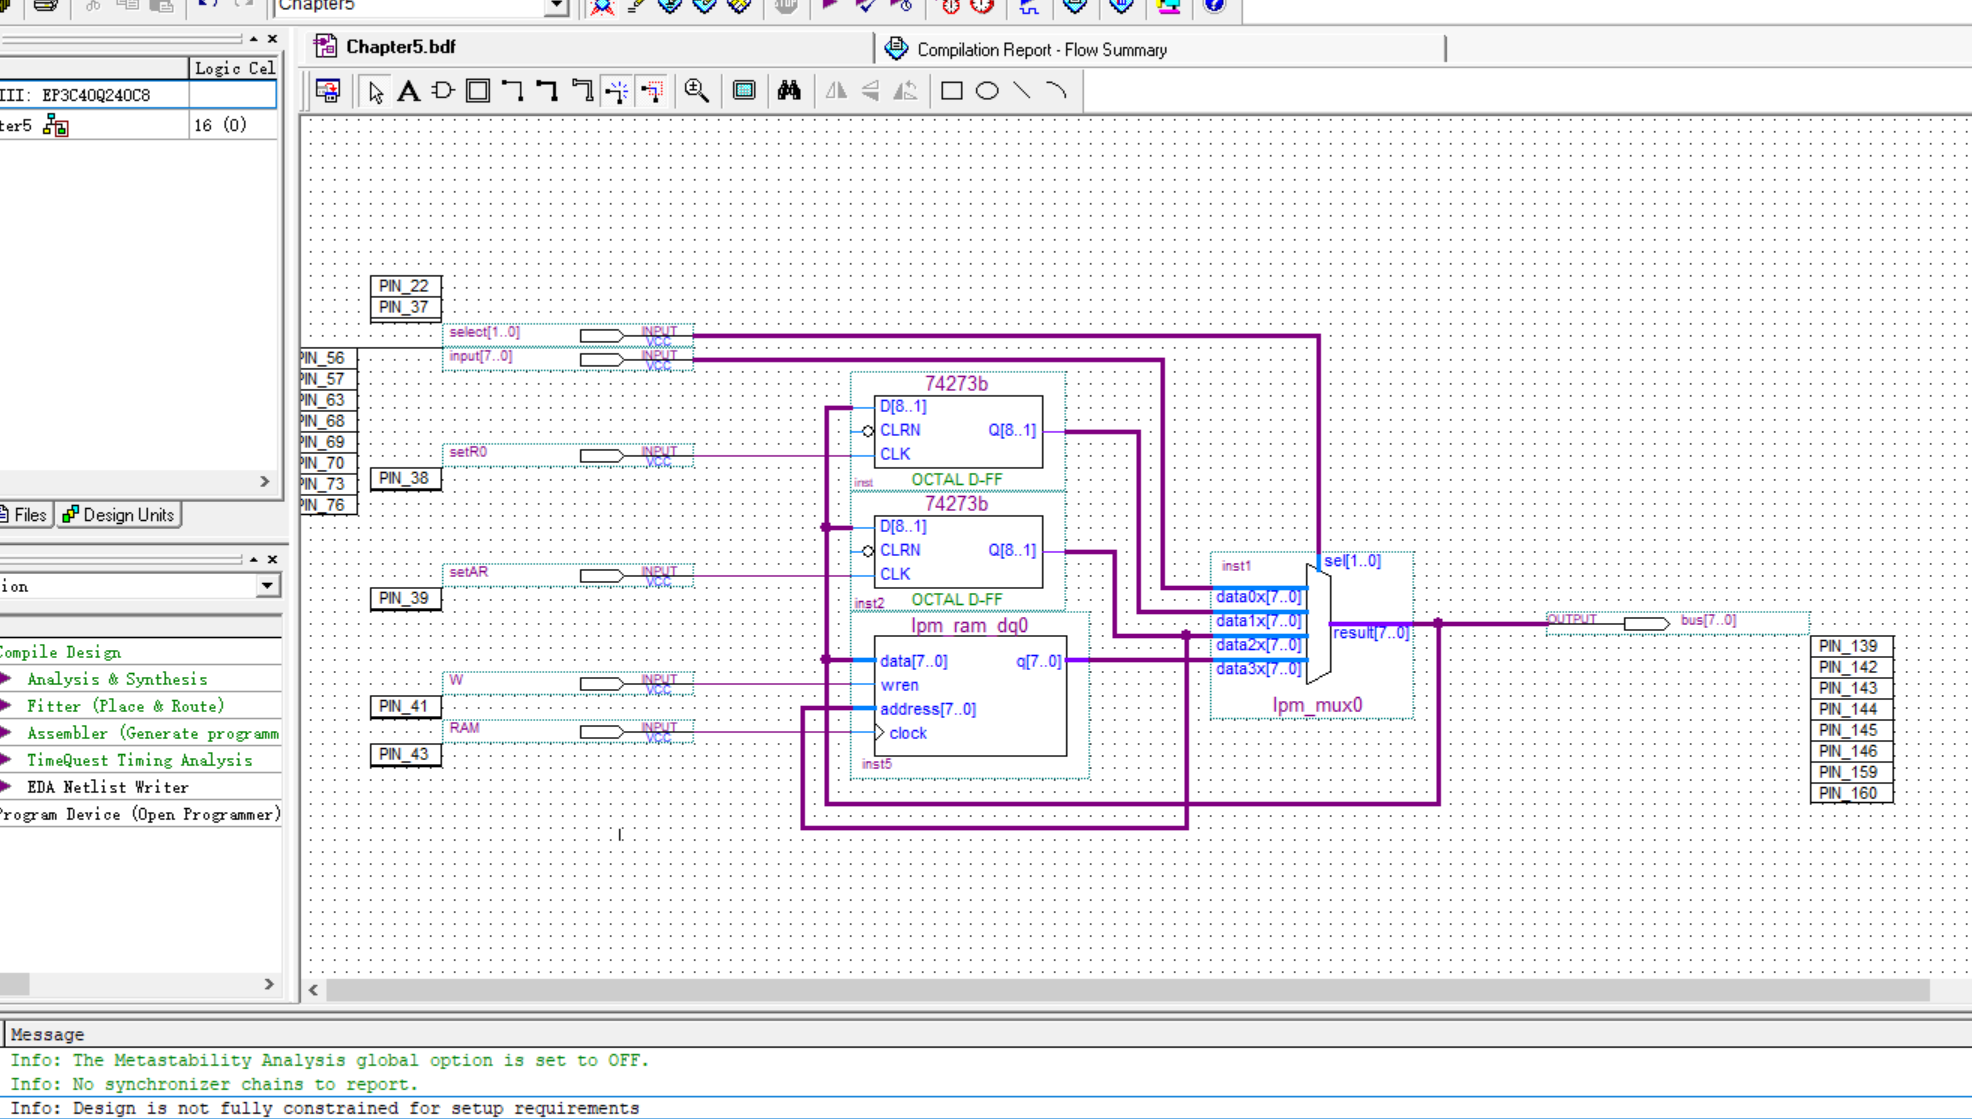 Chapter5
STOP
Chapter5.bdf
Compilation Report - Flow Summary
Logic Cel
III: EP3C40Q240C8
ter5
16 (0)
Files
Design Units
ion
Compile Design
Analysis & Synthesis
Fitter (Place & Route)
Assembler (Generate programm
TimeQuest Timing Analysis
EDA Netlist Writer
Program Device (Open Programmer)
PIN_22
PIN_37
select[1..0]
INPUT
VCC
input[7..0]
INPUT
VCC
PIN_56
PIN_57
PIN_63
PIN_68
PIN_69
PIN_70
PIN_73
PIN_76
setR0
INPUT
VCC
PIN_38
setAR
INPUT
VCC
PIN_39
W
INPUT
VCC
PIN_41
RAM
INPUT
VCC
PIN_43
74273b
D[8..1]
CLRN
Q[8..1]
CLK
inst
OCTAL D-FF
74273b
D[8..1]
CLRN
Q[8..1]
CLK
inst2
OCTAL D-FF
lpm_ram_dq0
data[7..0]
q[7..0]
wren
address[7..0]
clock
inst5
inst1
sel[1..0]
data0x[7..0]
data1x[7..0]
data2x[7..0]
data3x[7..0]
result[7..0]
lpm_mux0
OUTPUT
bus[7..0]
PIN_139
PIN_142
PIN_143
PIN_144
PIN_145
PIN_146
PIN_159
PIN_160
Message
Info: The Metastability Analysis global option is set to OFF.
Info: No synchronizer chains to report.
Info: Design is not fully constrained for setup requirements